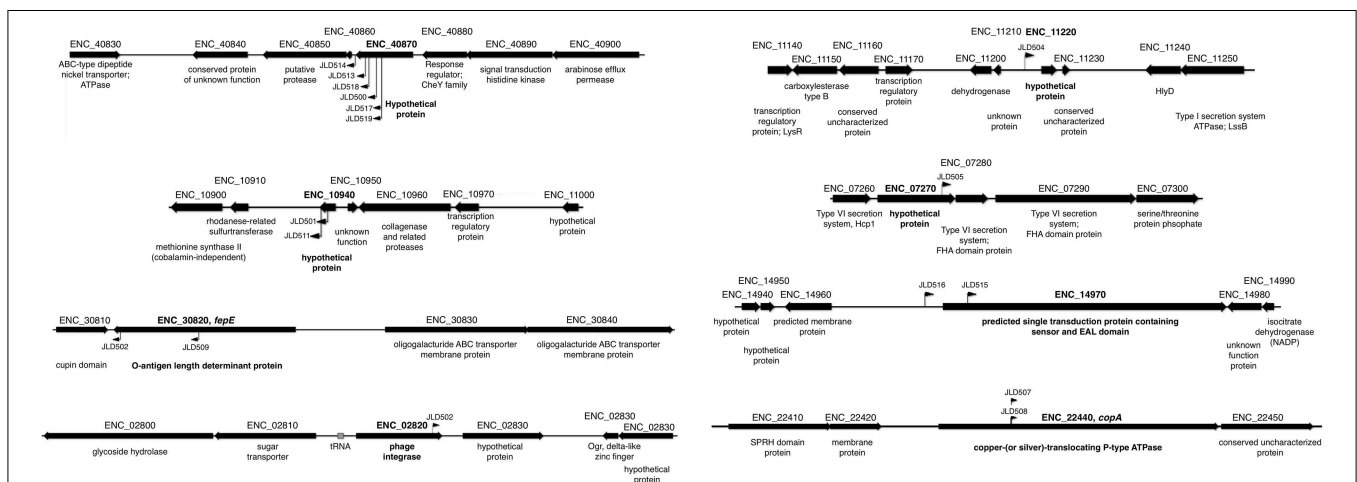 ENC_40860
ENC_40830 ENC_40840 ENC_40850 ENC_40870 ENC_40880 ENC_40890 ENC_40900
ABC-type dipeptide
nickel transporter;
ATPase
conserved protein
of unknown function
putative
protease
JLD514
JLD513
JLD518
JLD500
JLD517
JLD519
Hypothetical
protein
Response
regulator;
CheY family
signal transduction
histidine kinase
arabinose efflux
permease
ENC_10910 ENC_10950
ENC_10900 ENC_10940 ENC_10960 ENC_10970 ENC_11000
rhodanese-related
sulfurtransferase
methionine synthase II
(cobalamin-independent)
JLD501
JLD511
hypothetical
protein
unknown
function
collagenase
and related
proteases
transcription
regulatory
protein
hypothetical
protein
ENC_30810 ENC_30820, fepE ENC_30830 ENC_30840
JLD502 JLD509
cupin domain
O-antigen length determinant protein
oligogalacturide ABC transporter
membrane protein
oligogalacturide ABC transporter
membrane protein
ENC_02800 ENC_02810 ENC_02820 JLD502 ENC_02830 ENC_02830
ENC_02830
glycoside hydrolase
sugar
transporter
tRNA
phage
integrase
hypothetical
protein
Ogr, delta-like
zinc finger
hypothetical
protein
ENC_11210 ENC_11220
ENC_11140 ENC_11160 JLD504 ENC_11240
ENC_11150 ENC_11170 ENC_11200 ENC_11230 ENC_11250
carboxylesterase
type B
transcription
regulatory
protein
dehydrogenase
hypothetical
protein
HlyD
transcription
regulatory
protein; LysR
conserved
uncharacterized
protein
unknown
protein
conserved
uncharacterized protein
Type I secretion system
ATPase; LssB
ENC_07280
ENC_07260 ENC_07270 JLD505 ENC_07290 ENC_07300
Type VI secretion
system, Hcp1
hypothetical
protein
Type VI secretion
system;
FHA domain protein
Type VI secretion
system;
FHA domain protein
serine/threonine
protein phsophate
ENC_14950 ENC_14990
ENC_14940 ENC_14960 JLD516 JLD515 ENC_14970 ENC_14980
hypothetical
protein
hypothetical
protein
predicted membrane
protein
predicted single transduction protein containing
sensor and EAL domain
unknown
function
protein
isocitrate
dehydrogenase
(NADP)
JLD507
JLD508
ENC_22410 ENC_22420 ENC_22440, copA ENC_22450
SPRH domain
protein
membrane
protein
copper-(or silver)-translocating P-type ATPase
conserved uncharacterized
protein